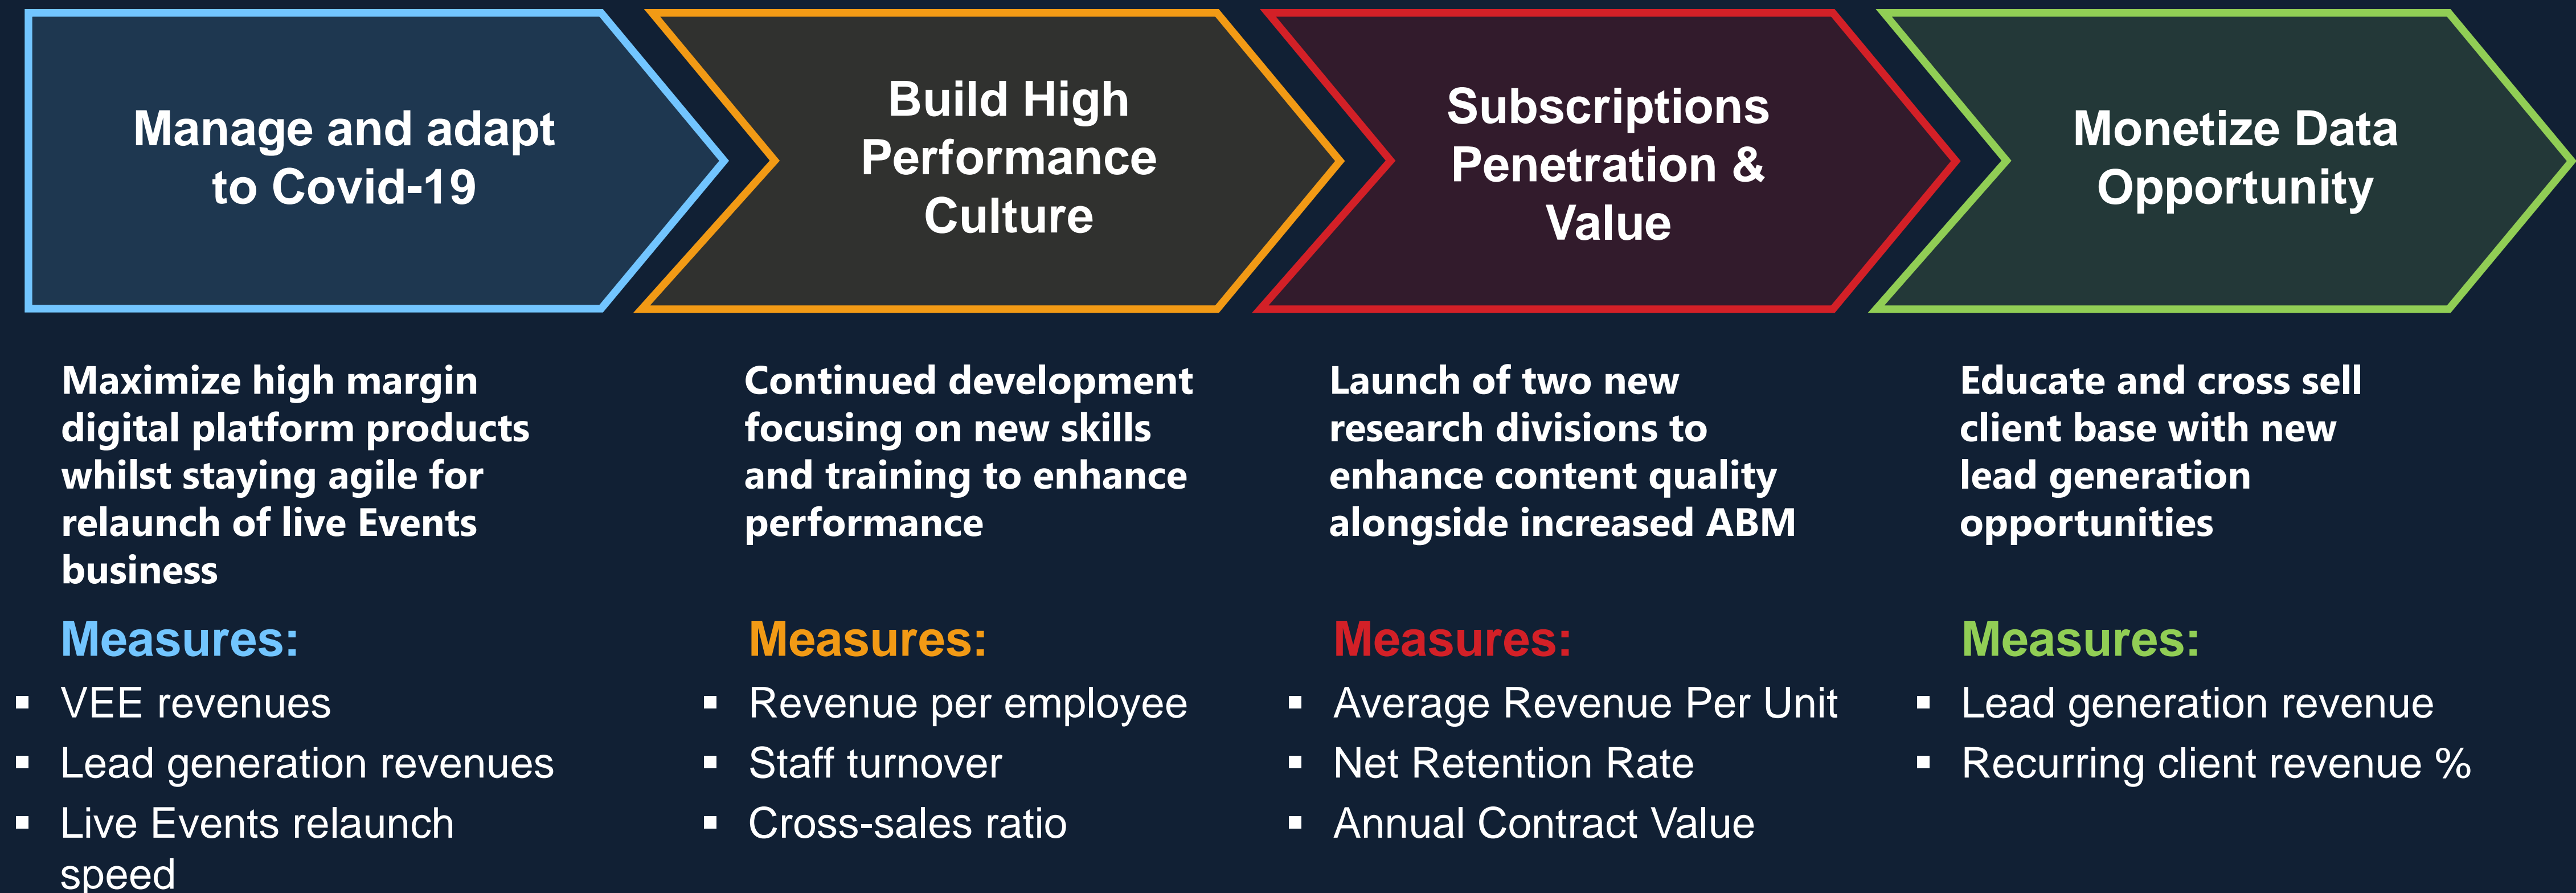 Manage and adapt
to Covid-19
Build High
Performance
Culture
Subscriptions
Penetration &
Value
Monetize Data
Opportunity
Maximize high margin
digital platform products
whilst staying agile for
relaunch of live Events
business
Measures:
▪ VEE revenues
▪ Lead generation revenues
▪ Live Events relaunch
speed
Continued development
focusing on new skills
and training to enhance
performance
Measures:
▪ Revenue per employee
▪ Staff turnover
▪ Cross-sales ratio
Launch of two new
research divisions to
enhance content quality
alongside increased ABM
Measures:
▪ Average Revenue Per Unit
▪ Net Retention Rate
▪ Annual Contract Value
Educate and cross sell
client base with new
lead generation
opportunities
Measures:
▪ Lead generation revenue
▪ Recurring client revenue %